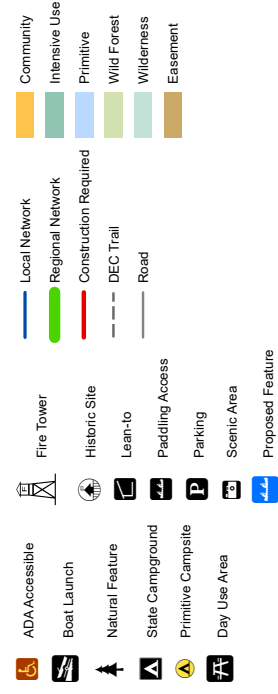 ADA Accessible
Boat Launch
Natural Feature
State Campground
Primitive Campsite
Day Use Area
Fire Tower
Historic Site
Lean-to
Paddling Access
Parking
Scenic Area
Proposed Feature
Local Network
Regional Network
Construction Required
DEC Trail
Road
Community
Intensive Use
Primitive
Wild Forest
Wilderness
Easement
F
P